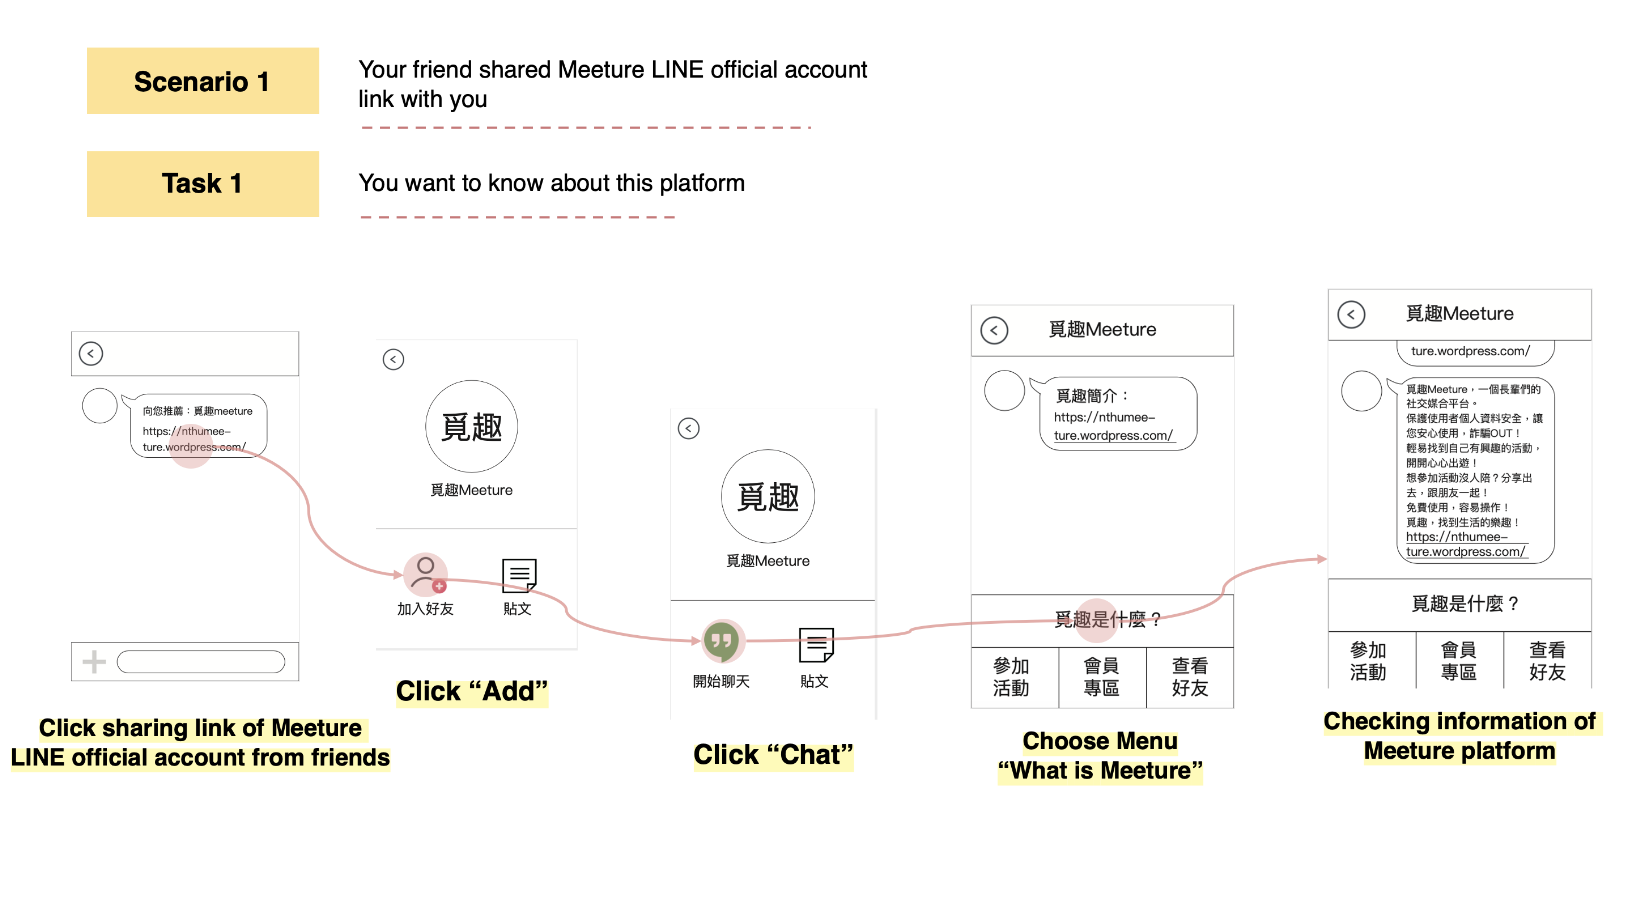 Scenario 1
Your friend shared Meeture LINE official account
link with you
Task 1
You want to know about this platform
向您推薦：覓趣meeture
https://nthumee-
ture.wordpress.com/
Click sharing link of Meeture
LINE official account from friends
覓趣
覓趣Meeture
加入好友
貼文
Click “Add”
覓趣
覓趣Meeture
開始聊天
貼文
Click “Chat”
覓趣Meeture
覓趣簡介：
https://nthumee-
ture.wordpress.com/
覓趣是什麼？
參加
活動
會員
專區
查看
好友
Choose Menu
“What is Meeture”
覓趣Meeture
ture.wordpress.com/
覓趣Meeture，一個長輩們的
社交媒合平台。
保護使用者個人資料安全，讓
您安心使用，詐騙OUT！
輕易找到自己有興趣的活動，
開開心心出遊！
想參加活動沒人陪？分享出
去，跟朋友一起！
免費使用，容易操作！
覓趣，找到生活的樂趣！
https://nthumee-
ture.wordpress.com/
覓趣是什麼？
參加
活動
會員
專區
查看
好友
Checking information of
Meeture platform